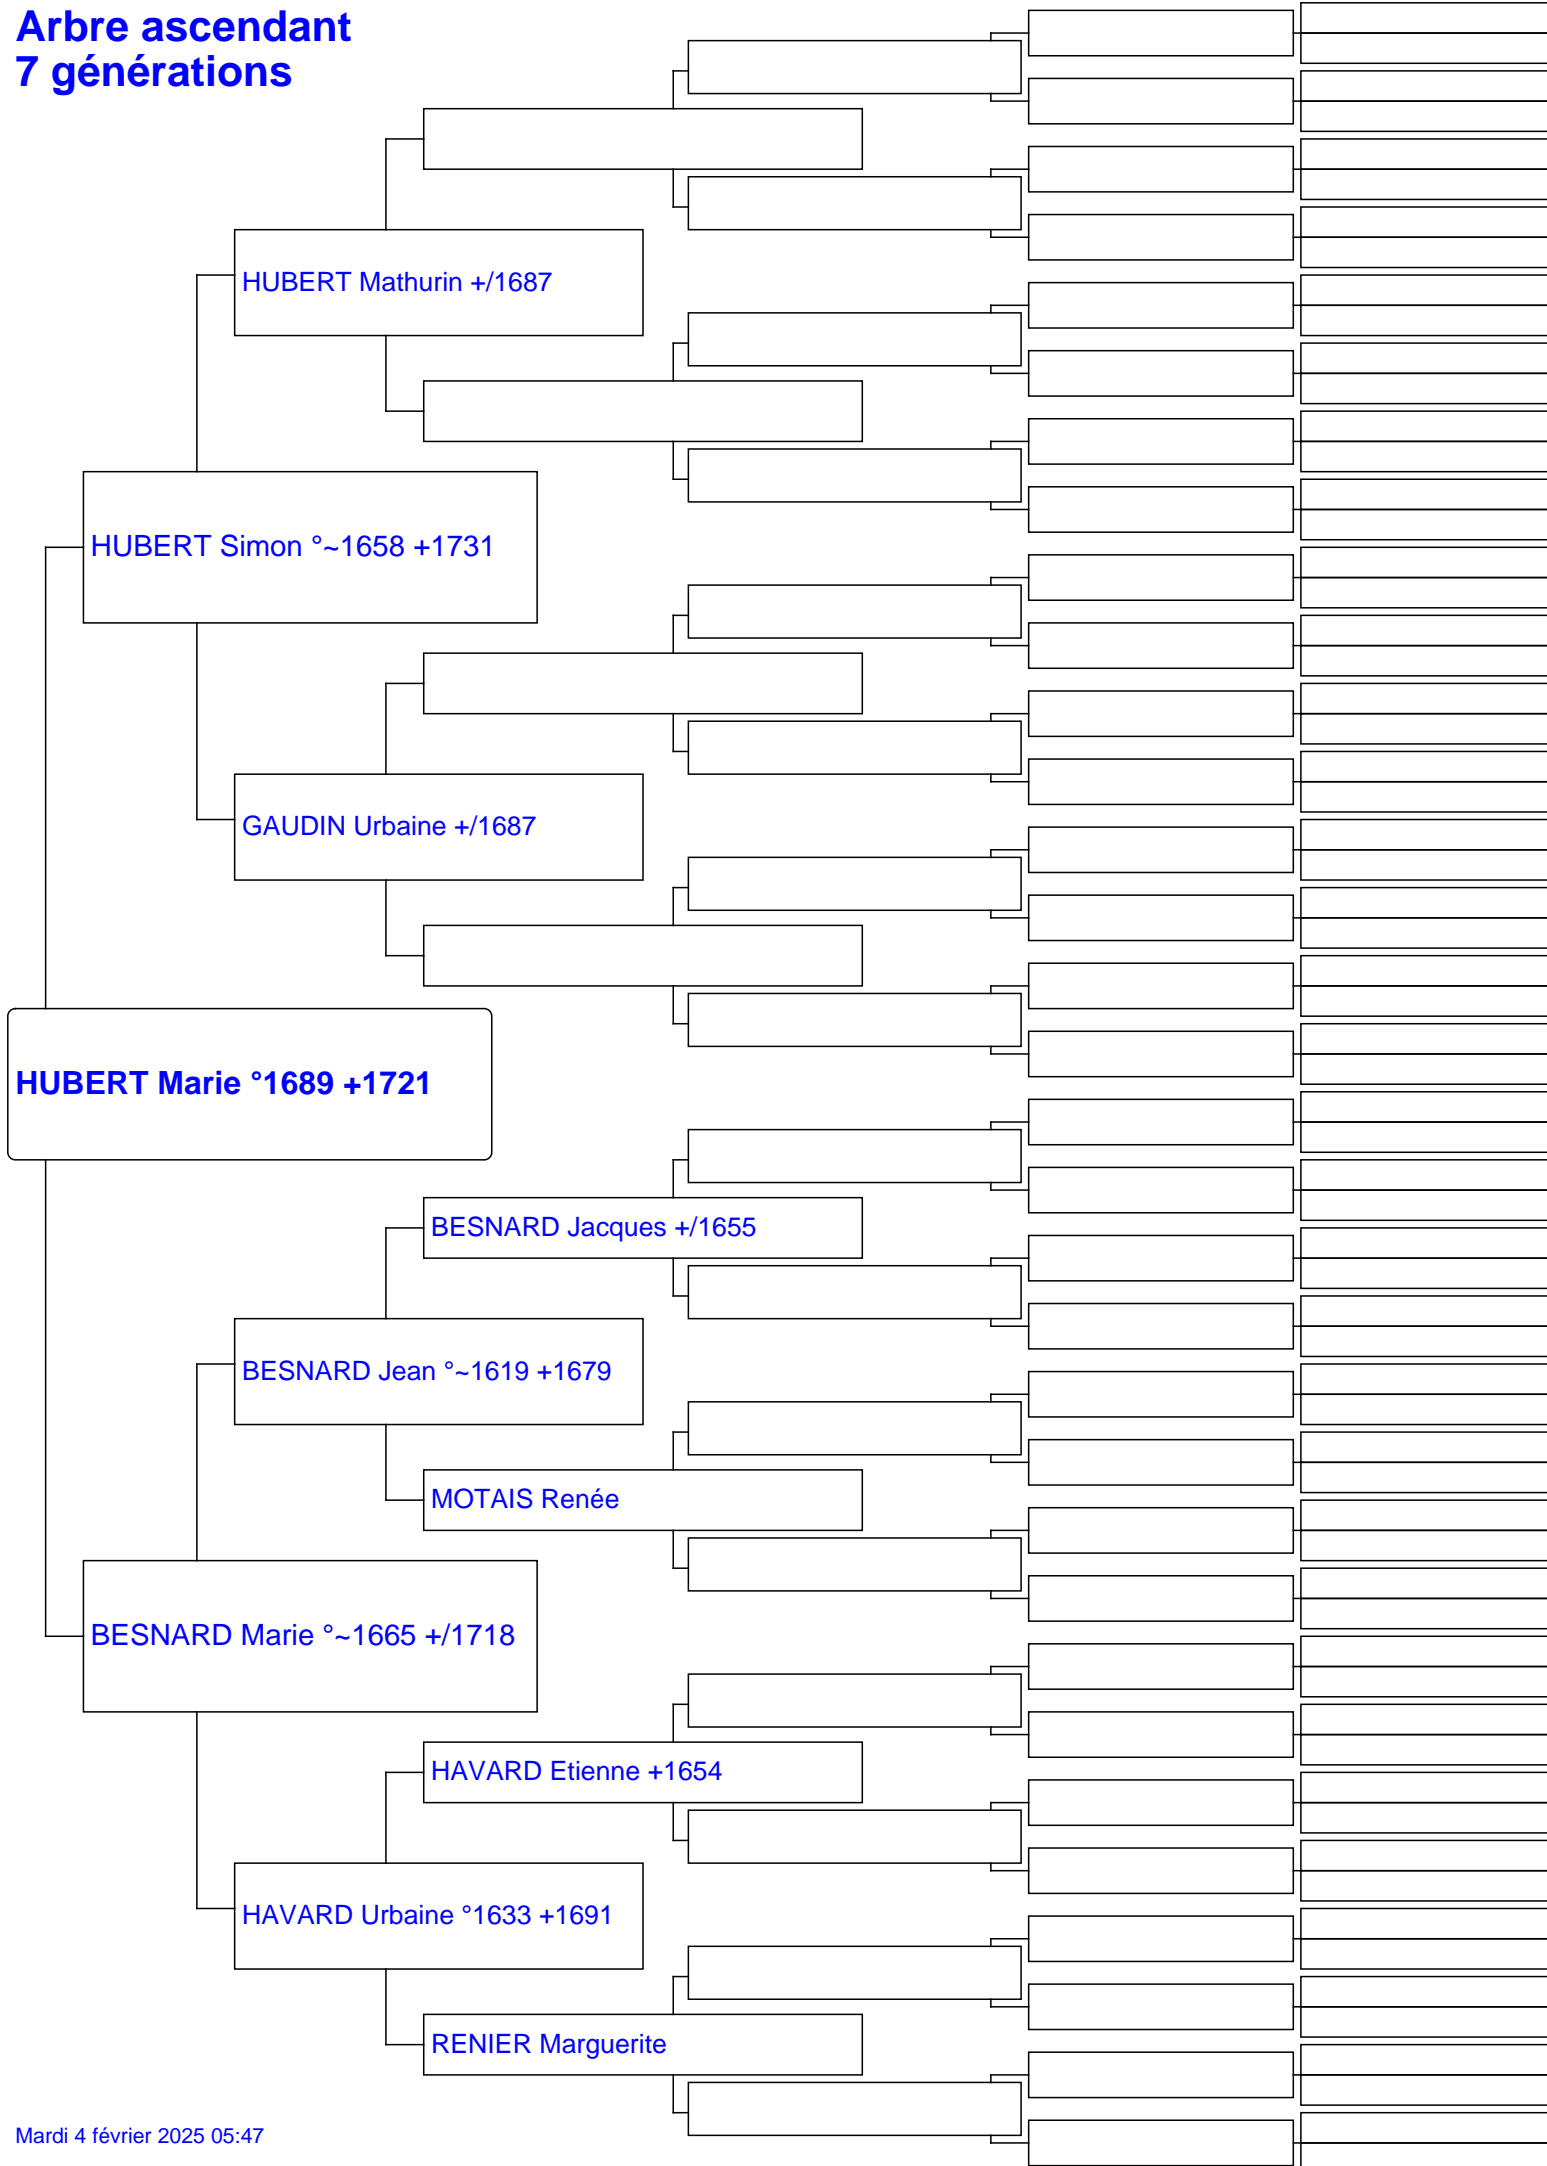 Arbre ascendant
7 générations
HUBERT Mathurin +/1687
HUBERT Simon °~1658 +1731
GAUDIN Urbaine +/1687
HUBERT Marie °1689 +1721
BESNARD Jacques +/1655
BESNARD Jean °~1619 +1679
MOTAIS Renée
BESNARD Marie °~1665 +/1718
HAVARD Etienne +1654
HAVARD Urbaine °1633 +1691
RENIER Marguerite
Mardi 4 février 2025 05:47